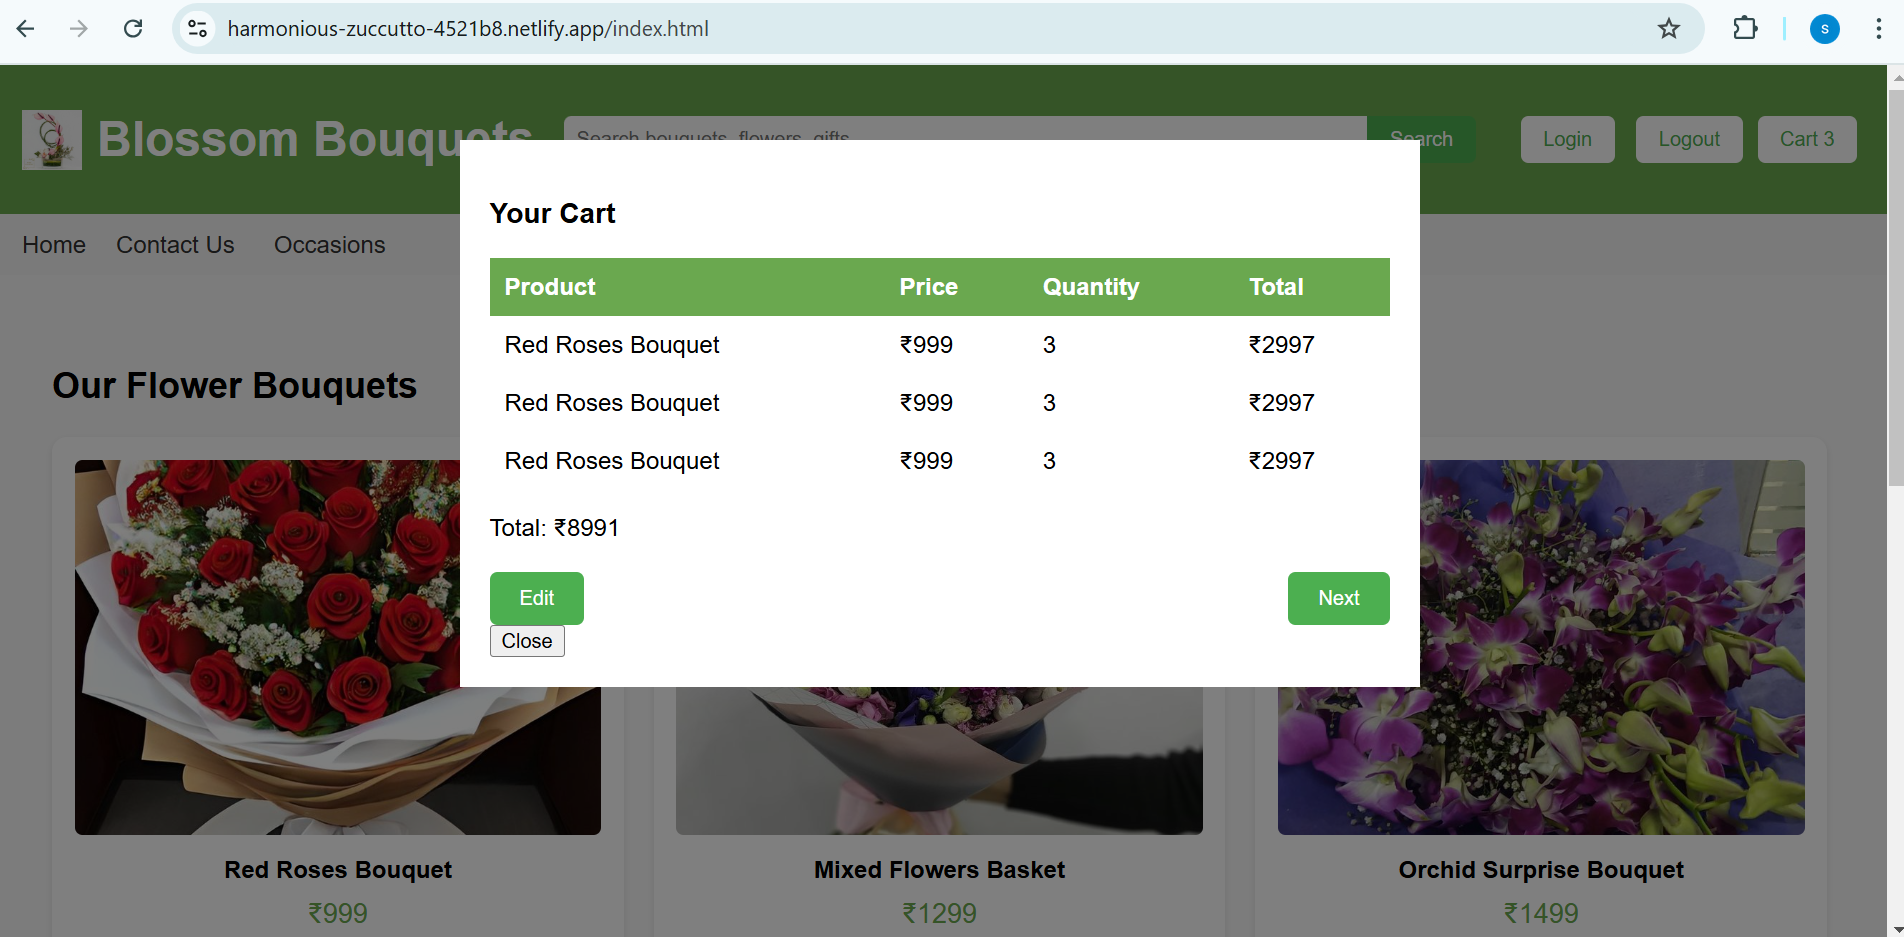 harmonious-zuccutto-4521b8.netlify.app/index.html
s
Blossom Bouquets
Search bouquets, flowers, gifts
Search
Login
Logout
Cart 3
Home
Contact Us
Occasions
Our Flower Bouquets
Your Cart
Product Price Quantity Total
Red Roses Bouquet ₹999 3 ₹2997
Red Roses Bouquet ₹999 3 ₹2997
Red Roses Bouquet ₹999 3 ₹2997
Total: ₹8991
Edit
Next
Close
Red Roses Bouquet
₹999
Mixed Flowers Basket
₹1299
Orchid Surprise Bouquet
₹1499